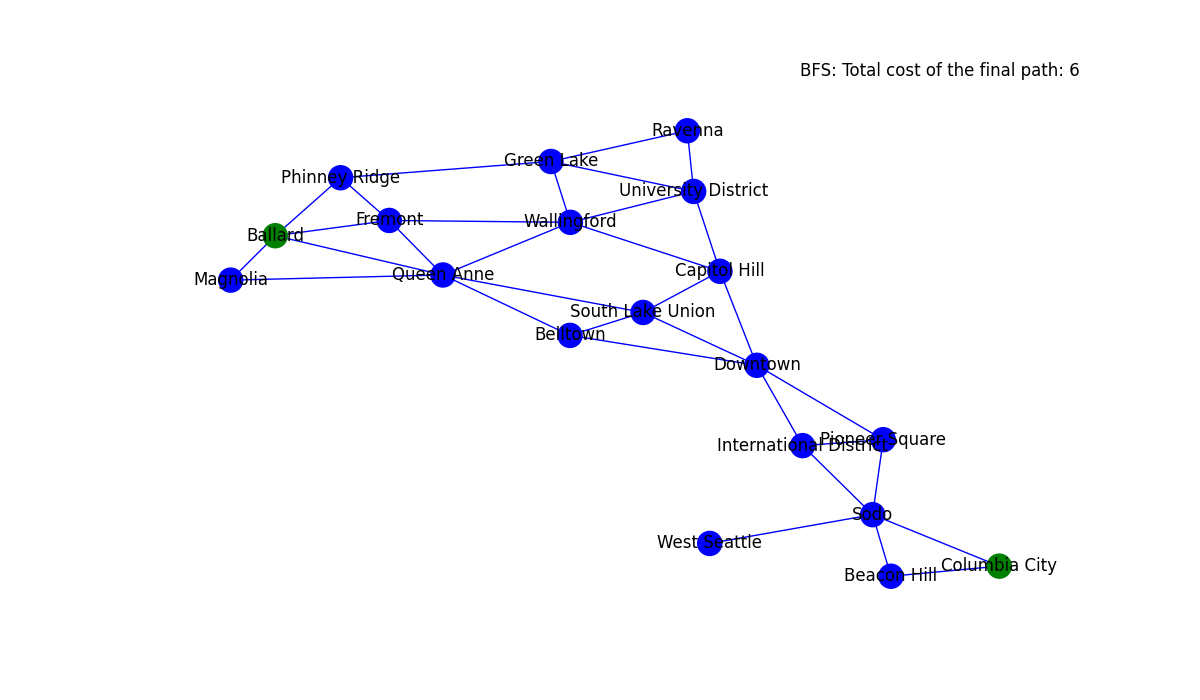 BFS: Total cost of the final path: 6
Ravenna
Green Lake
Phinney Ridge
University District
Fremont
Wallingford
Ballard
Capitol Hill
Queen Anne
Magnolia
South Lake Union
Belltown
Downtown
Pioneer Square
International District
Sodo
West Seattle
Columbia City
Beacon Hill